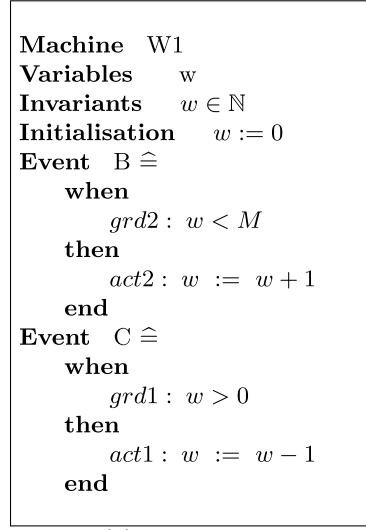 Machine W1
Variables w
Invariants w ∈ ℕ
Initialisation w := 0
Event B ≙
when
grd2 : w < M
then
act2 : w := w + 1
end
Event C ≙
when
grd1 : w > 0
then
act1 : w := w − 1
end